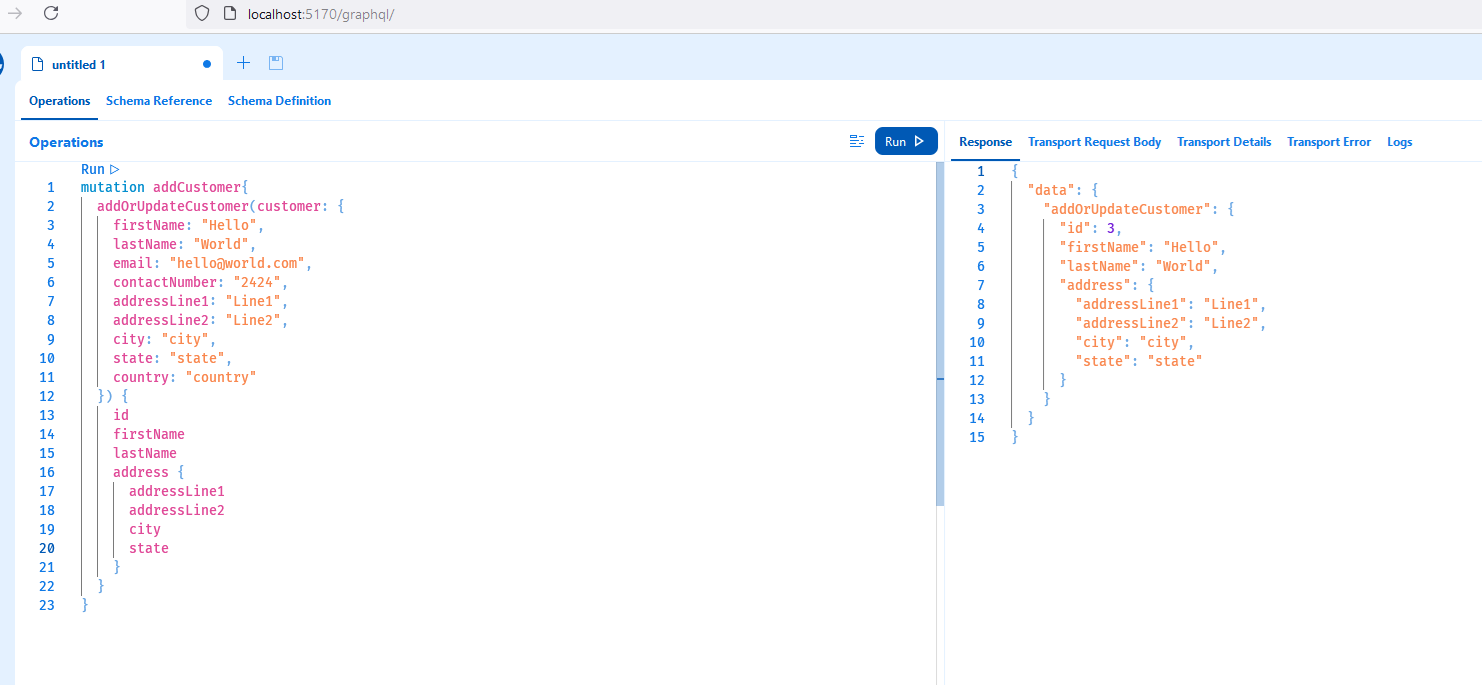 localhost:5170/graphql/
untitled 1
Operations Schema Reference Schema Definition
Operations
Run
Run
1 mutation addCustomer{
2 addOrUpdateCustomer(customer: {
3 firstName: "Hello",
4 lastName: "World",
5 email: "hello@world.com",
6 contactNumber: "2424",
7 addressLine1: "Line1",
8 addressLine2: "Line2",
9 city: "city",
10 state: "state",
11 country: "country"
12 }) {
13 id
14 firstName
15 lastName
16 address {
17 addressLine1
18 addressLine2
19 city
20 state
21 }
22 }
23 }
Response Transport Request Body Transport Details Transport Error Logs
1 {
2 "data": {
3 "addOrUpdateCustomer": {
4 "id": 3,
5 "firstName": "Hello",
6 "lastName": "World",
7 "address": {
8 "addressLine1": "Line1",
9 "addressLine2": "Line2",
10 "city": "city",
11 "state": "state"
12 }
13 }
14 }
15 }